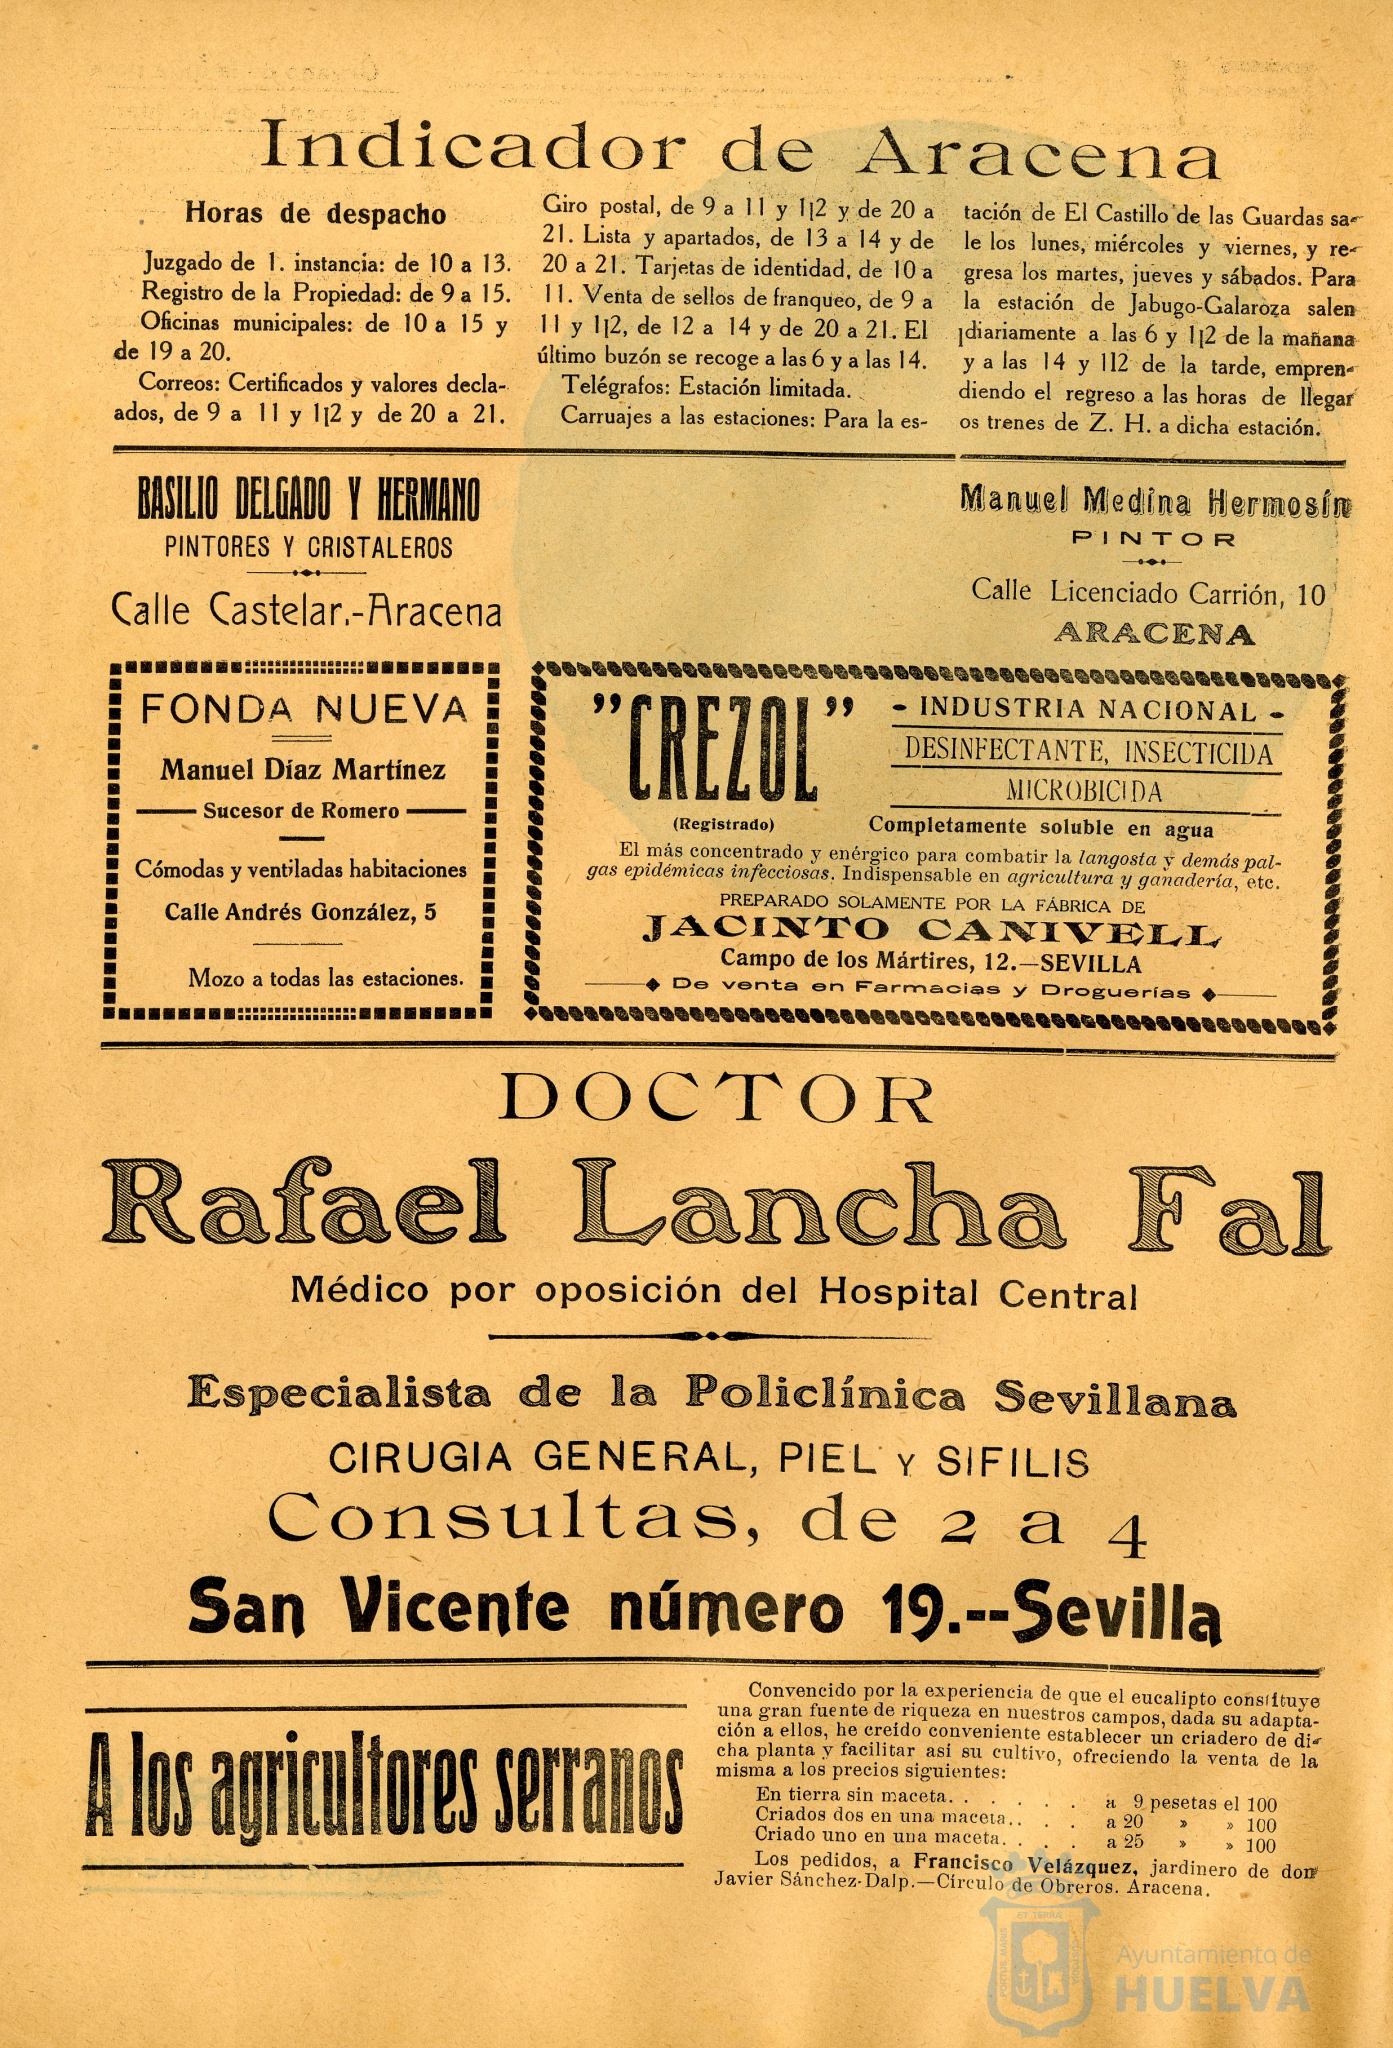 Indicador de Aracena
Horas de despacho
Juzgado de 1. instancia: de 10 a 13.
Registro de la Propiedad: de 9 a 15.
Oficinas municipales: de 10 a 15 y
de 19 a 20.
Correos: Certificados y valores decla-
ados, de 9 a 11 y 1¡2 y de 20 a 21.
Giro postal, de 9 a 11 y 1¡2 y de 20 a
21. Lista y apartados, de 13 a 14 y de
20 a 21. Tarjetas de identidad, de 10 a
11. Venta de sellos de franqueo, de 9 a
11 y 1¡2, de 12 a 14 y de 20 a 21. El
último buzón se recoge a las 6 y a las 14.
Telégrafos: Estación limitada.
Carruajes a las estaciones: Para la es-
tación de El Castillo de las Guardas sa-
le los lunes, miércoles y viernes, y re-
gresa los martes, jueves y sábados. Para
la estación de Jabugo-Galaroza salen
¡diariamente a las 6 y 1¡2 de la mañana
y a las 14 y 1¡2 de la tarde, empren-
diendo el regreso a las horas de llegar
os trenes de Z. H. a dicha estación.
BASILIO DELGADO Y HERMANO
PINTORES Y CRISTALEROS
Calle Castelar.-Aracena
Manuel Medina Hermosín
PINTOR
Calle Licenciado Carrión, 10
ARACENA
FONDA NUEVA
Manuel Díaz Martínez
Sucesor de Romero
Cómodas y ventiladas habitaciones
Calle Andrés González, 5
Mozo a todas las estaciones.
"CREZOL"
(Registrado)
- INDUSTRIA NACIONAL -
DESINFECTANTE, INSECTICIDA
MICROBICIDA
Completamente soluble en agua
El más concentrado y enérgico para combatir la langosta y demás pal-
gas epidémicas infecciosas. Indispensable en agricultura y ganadería, etc.
PREPARADO SOLAMENTE POR LA FÁBRICA DE
JACINTO CANIVELL
Campo de los Mártires, 12.—SEVILLA
De venta en Farmacias y Droguerías
DOCTOR
Rafael Lancha Fal
Médico por oposición del Hospital Central
Especialista de la Policlínica Sevillana
CIRUGIA GENERAL, PIEL Y SIFILIS
Consultas, de 2 a 4
San Vicente número 19.--Sevilla
A los agricultores serranos
Convencido por la experiencia de que el eucalipto constituye
una gran fuente de riqueza en nuestros campos, dada su adapta-
ción a ellos, he creído conveniente establecer un criadero de di-
cha planta y facilitar así su cultivo, ofreciendo la venta de la
misma a los precios siguientes:
En tierra sin maceta. . . . . . . a 9 pesetas el 100
Criados dos en una maceta.. . . . a 20 » » 100
Criado uno en una maceta. . . . . a 25 » » 100
Los pedidos, a Francisco Velázquez, jardinero de don
Javier Sánchez-Dalp.—Círculo de Obreros. Aracena.
PORTUS MARIS ET TERRÆ CUSTODIA
Ayuntamiento de
HUELVA